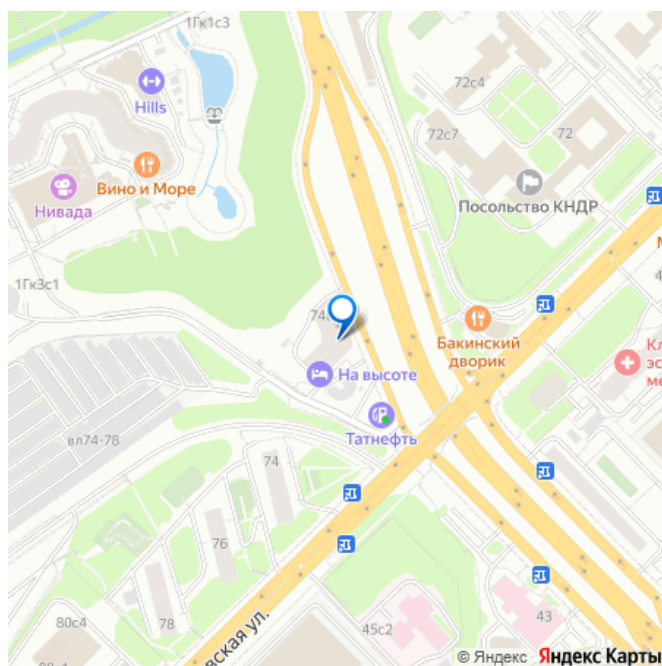 1Гк1с3
Hills
72с4
72с7
72
Вино и Море
Посольство КНДР
Нивада
1Гк3с1
74
Бакинский
дворик
На высоте
Татнефть
вл74-78
74
76
78
80с4
45с2
43
вская ул.
© Яндекс
Яндекс Карты